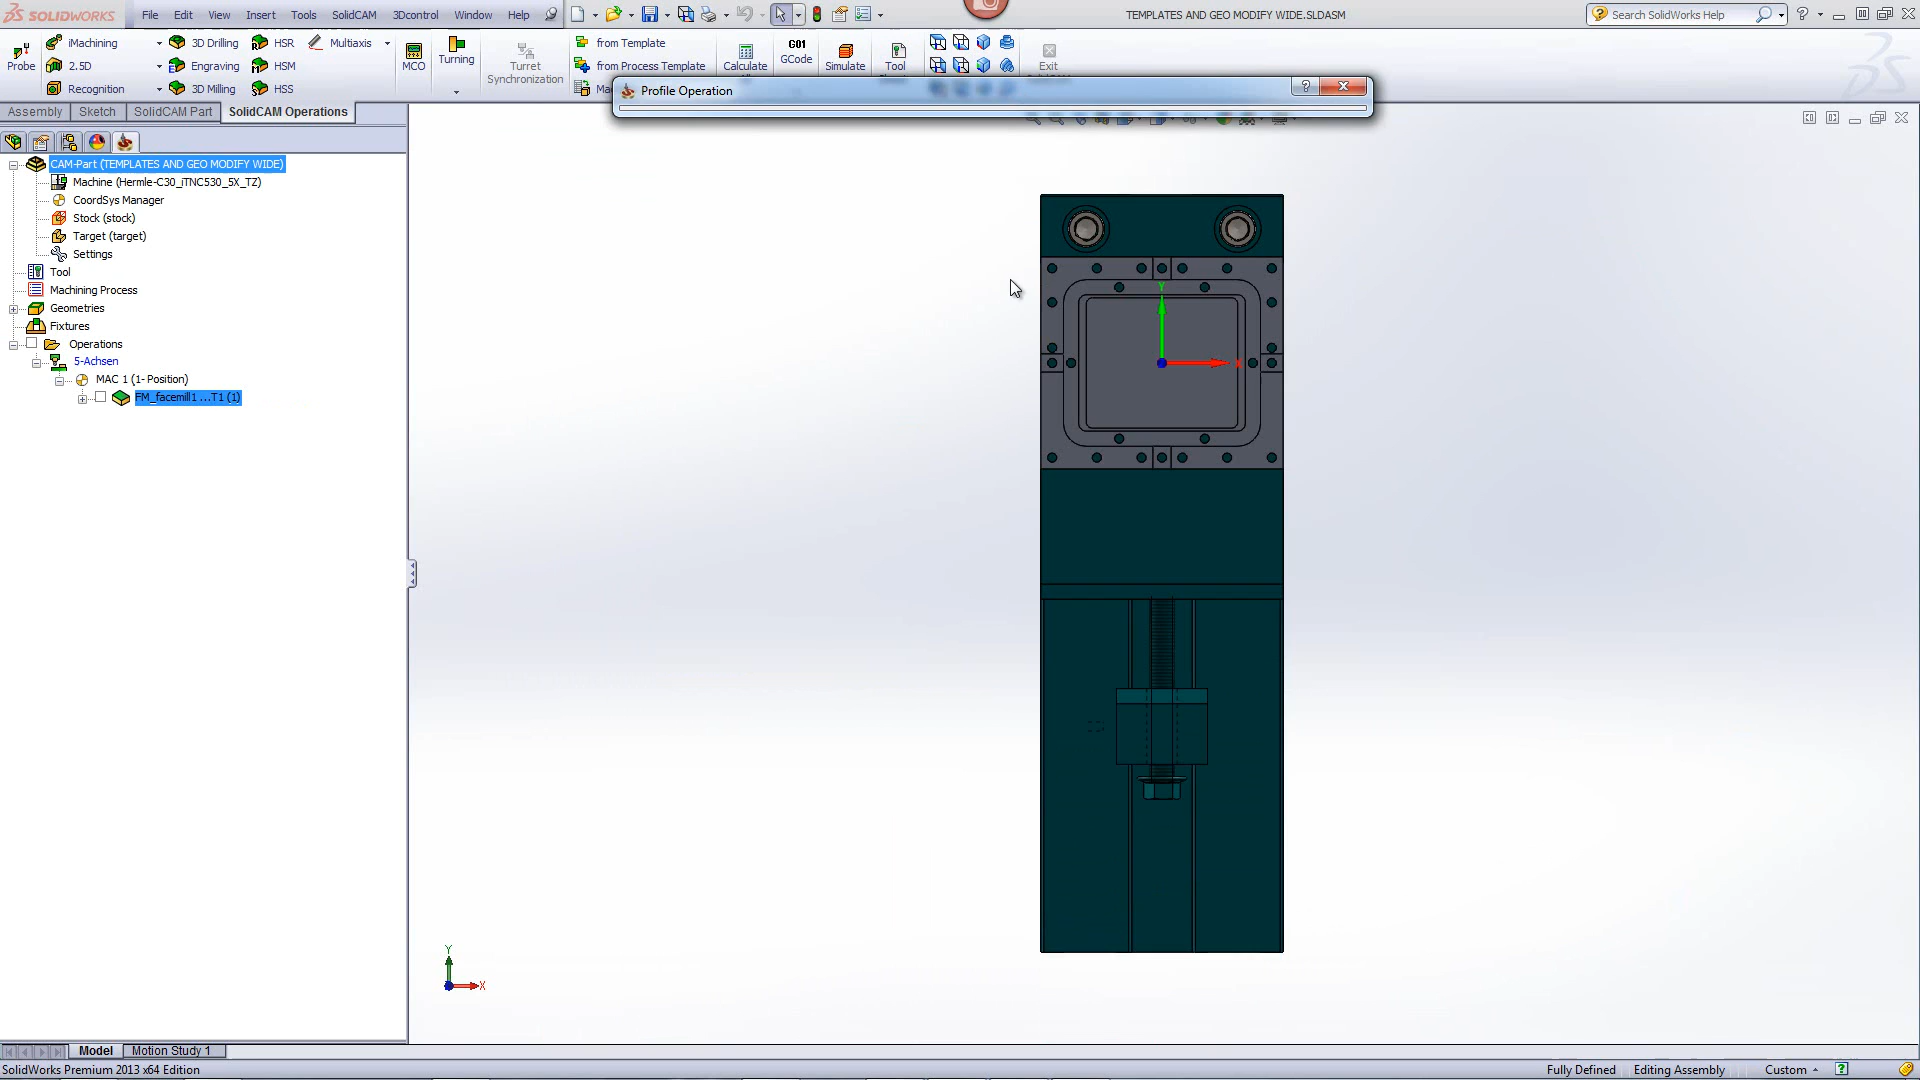 SOLIDWORKS File Edit View Insert Tools SolidCAM 3Dcontrol Window Help TEMPLATES AND GEO MODIFY WIDE.SLDASM Search SolidWorks Help
iMachining 3D Drilling HSR Multiaxis from Template G01
Probe 2.5D Engraving HSM MCO Turning Turret Synchronization from Process Template Calculate GCode Simulate Tool Exit
Recognition 3D Milling HSS
Profile Operation
Assembly Sketch SolidCAM Part SolidCAM Operations
CAM-Part (TEMPLATES AND GEO MODIFY WIDE)
Machine (Hermle-C30_iTNC530_5X_TZ)
CoordSys Manager
Stock (stock)
Target (target)
Settings
Tool
Machining Process
Geometries
Fixtures
Operations
5-Achsen
MAC 1 (1- Position)
FM_facemill1 ...T1 (1)
Y
X
Y
X
Model Motion Study 1
SolidWorks Premium 2013 x64 Edition Fully Defined Editing Assembly Custom